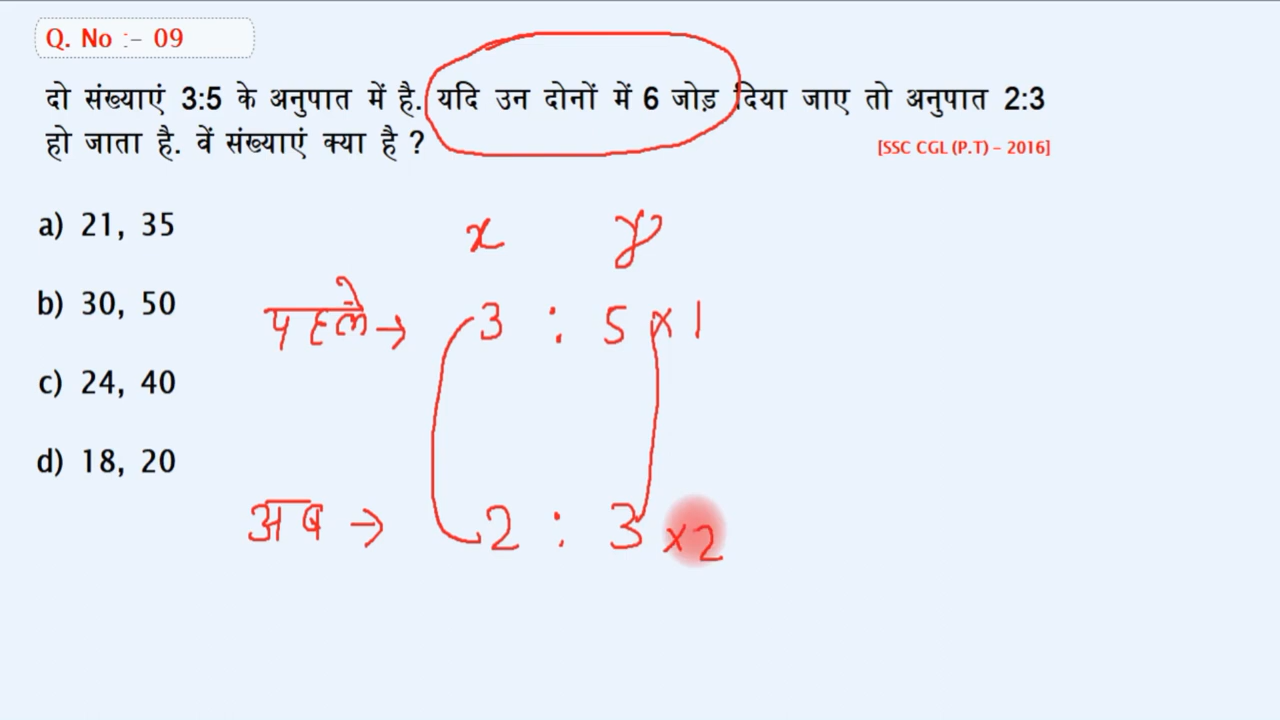 Q. No :- 09
दो संख्याएं 3:5 के अनुपात में है. यदि उन दोनों में 6 जोड़ दिया जाए तो अनुपात 2:3
हो जाता है. वें संख्याएं क्या है ?
[SSC CGL (P.T) – 2016]
a) 21, 35
x y
b) 30, 50
पहले → 3 : 5 × 1
c) 24, 40
d) 18, 20
अब → 2 : 3 × 2